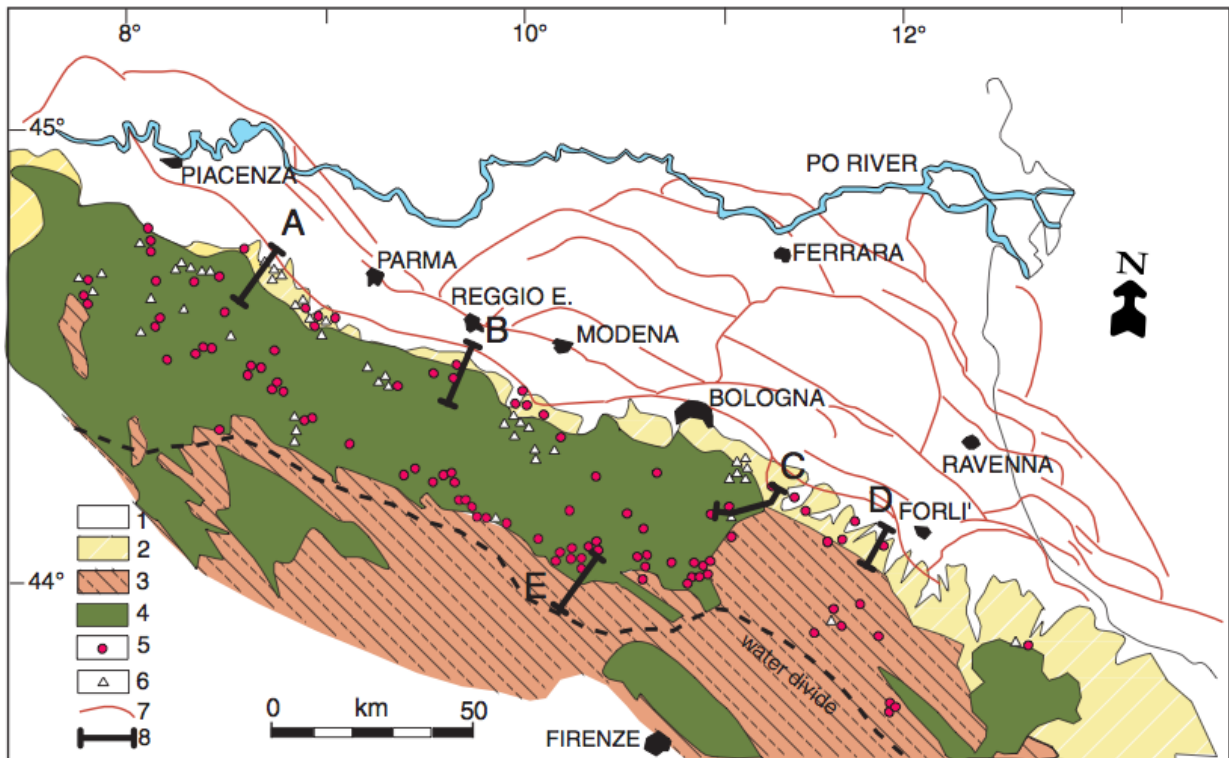 8° 10° 12°
45°
PIACENZA
PO RIVER
A
PARMA
FERRARA
N
REGGIO E.
B
MODENA
BOLOGNA
C
RAVENNA
D
FORLI'
44°
E
water divide
1
2
3
4
5
6
7
8
0 km 50
FIRENZE